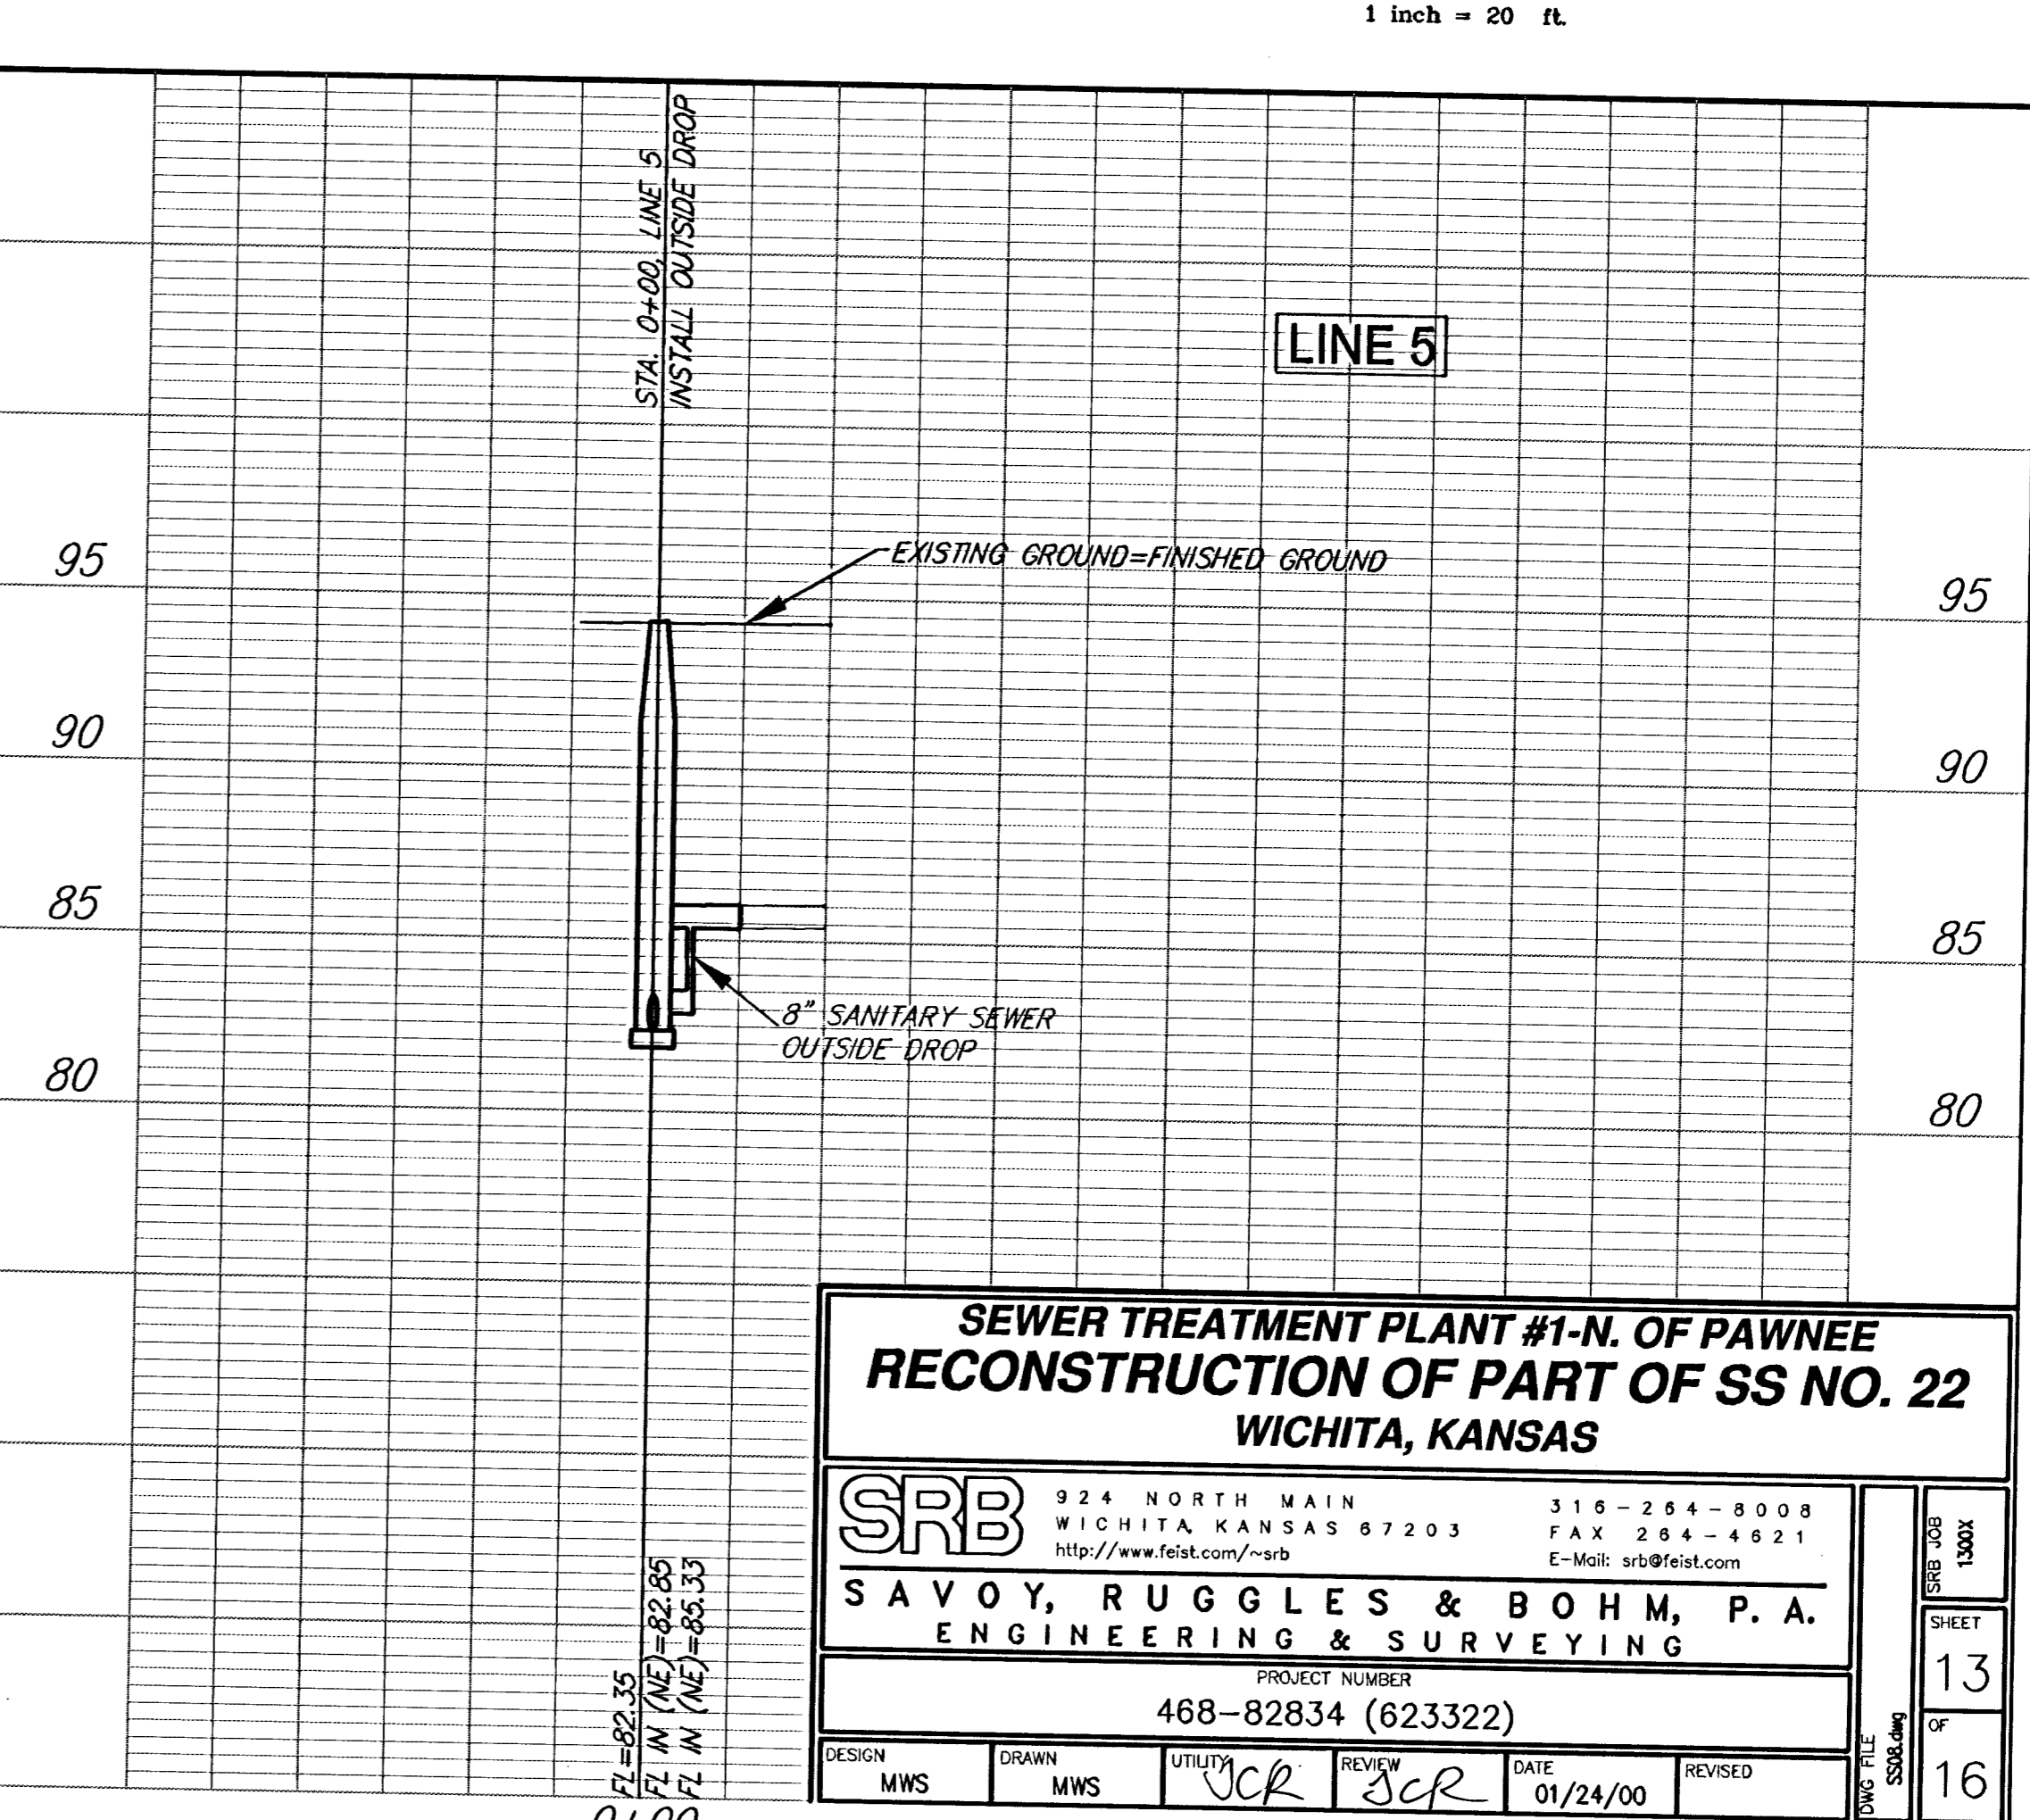 1 inch = 20 ft.
STA. 0+00, LINE 5
INSTALL OUTSIDE DROP
LINE 5
EXISTING GROUND=FINISHED GROUND
95
95
90
90
85
85
8" SANITARY SEWER
OUTSIDE DROP
80
80
FL=82.35
FL IN (NE)=82.85
FL IN (NE)=85.33
SEWER TREATMENT PLANT #1-N. OF PAWNEE
RECONSTRUCTION OF PART OF SS NO. 22
WICHITA, KANSAS
SRB
924 NORTH MAIN
WICHITA, KANSAS 67203
http://www.feist.com/~srb
316-264-8008
FAX 264-4621
E-Mail: srb@feist.com
SAVOY, RUGGLES & BOHM, P. A.
ENGINEERING & SURVEYING
PROJECT NUMBER
468-82834 (623322)
DESIGN
MWS
DRAWN
MWS
UTILITY
JCR
REVIEW
JCR
DATE
01/24/00
REVISED
DWG FILE
SS08.dwg
SRB JOB
1300X
SHEET
13
OF
16